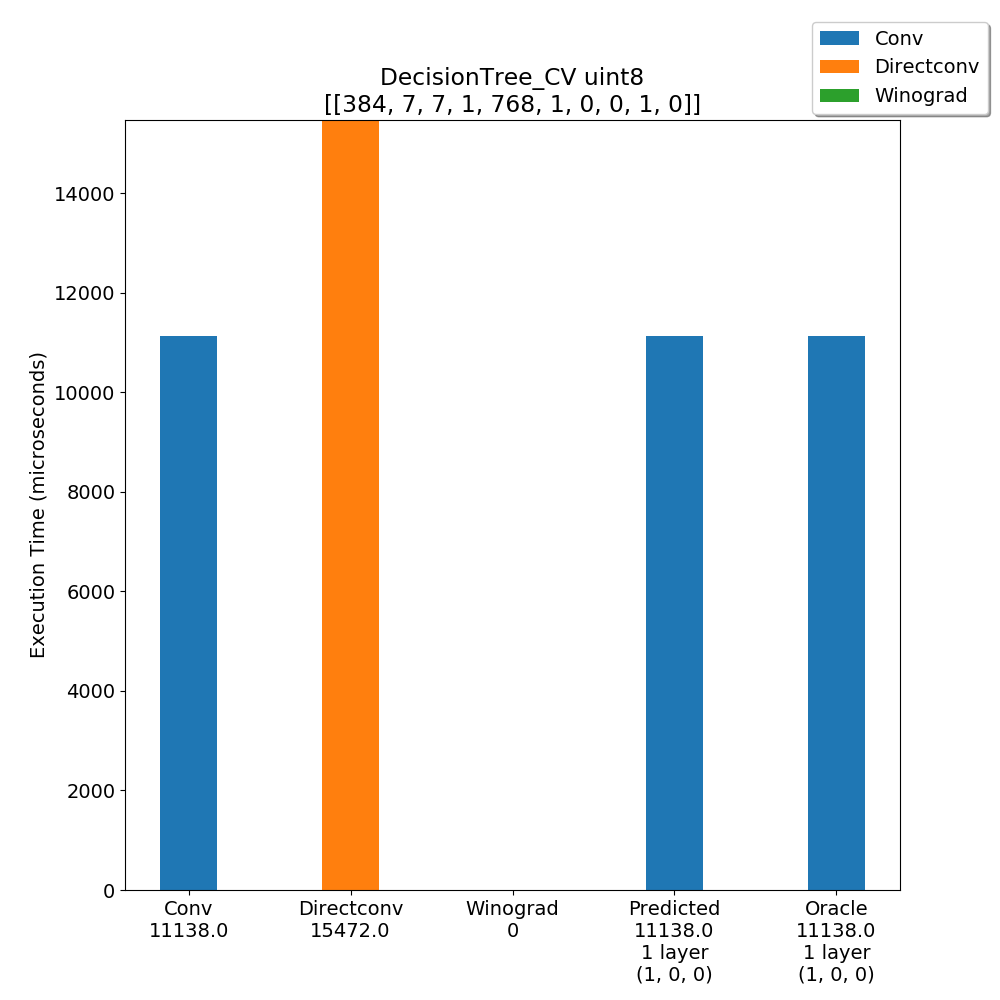 Conv
Directconv
Winograd
DecisionTree_CV uint8
[[384, 7, 7, 1, 768, 1, 0, 0, 1, 0]]
Execution Time (microseconds)
14000
12000
10000
8000
6000
4000
2000
0
Conv
11138.0
Directconv
15472.0
Winograd
0
Predicted
11138.0
1 layer
(1, 0, 0)
Oracle
11138.0
1 layer
(1, 0, 0)